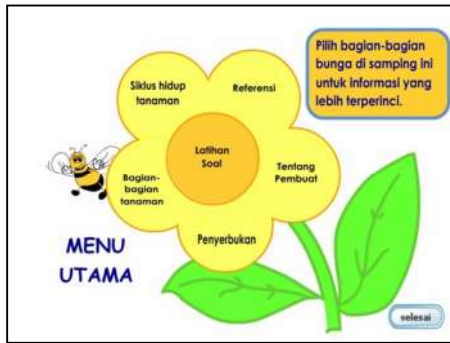 Pilih bagian-bagian
bunga di samping ini
untuk informasi yang
lebih terperinci.
Siklus hidup
tanaman
Referensi
Latihan
Soal
Bagian-
bagian
tanaman
Tentang
Pembuat
Penyerbukan
MENU
UTAMA
selesai